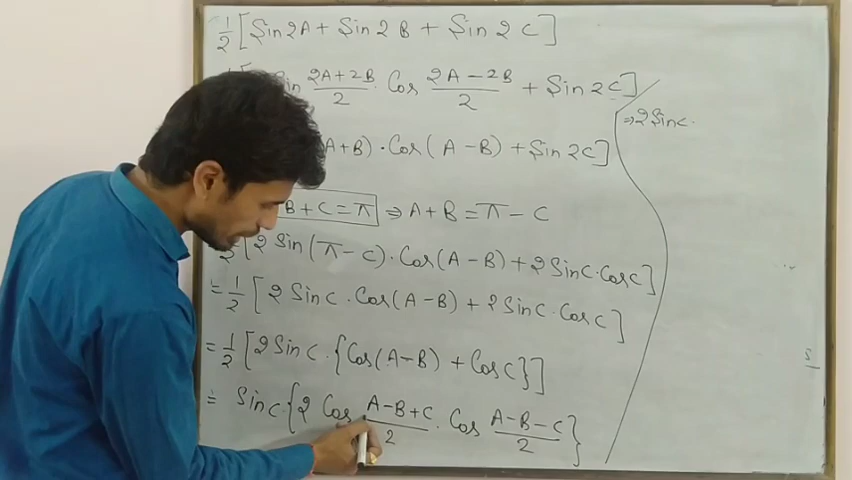 1/2 [Sin 2A + Sin 2B + Sin 2C]
(2A+2B)/2 · Cos (2A-2B)/2 + Sin 2C]
⇒ 2 Sin C ·
A+B) · Cos(A-B) + Sin 2C]
B+C=π ⇒ A+B=π-C
[2 Sin(π-C) · Cos(A-B) + 2 Sin C · Cos C]
= 1/2 [2 Sin C · Cos(A-B) + 2 Sin C · Cos C]
= 1/2 [2 Sin C · {Cos(A-B) + Cos C}]
= Sin C {2 Cos (A-B+C)/2 · Cos (A-B-C)/2}